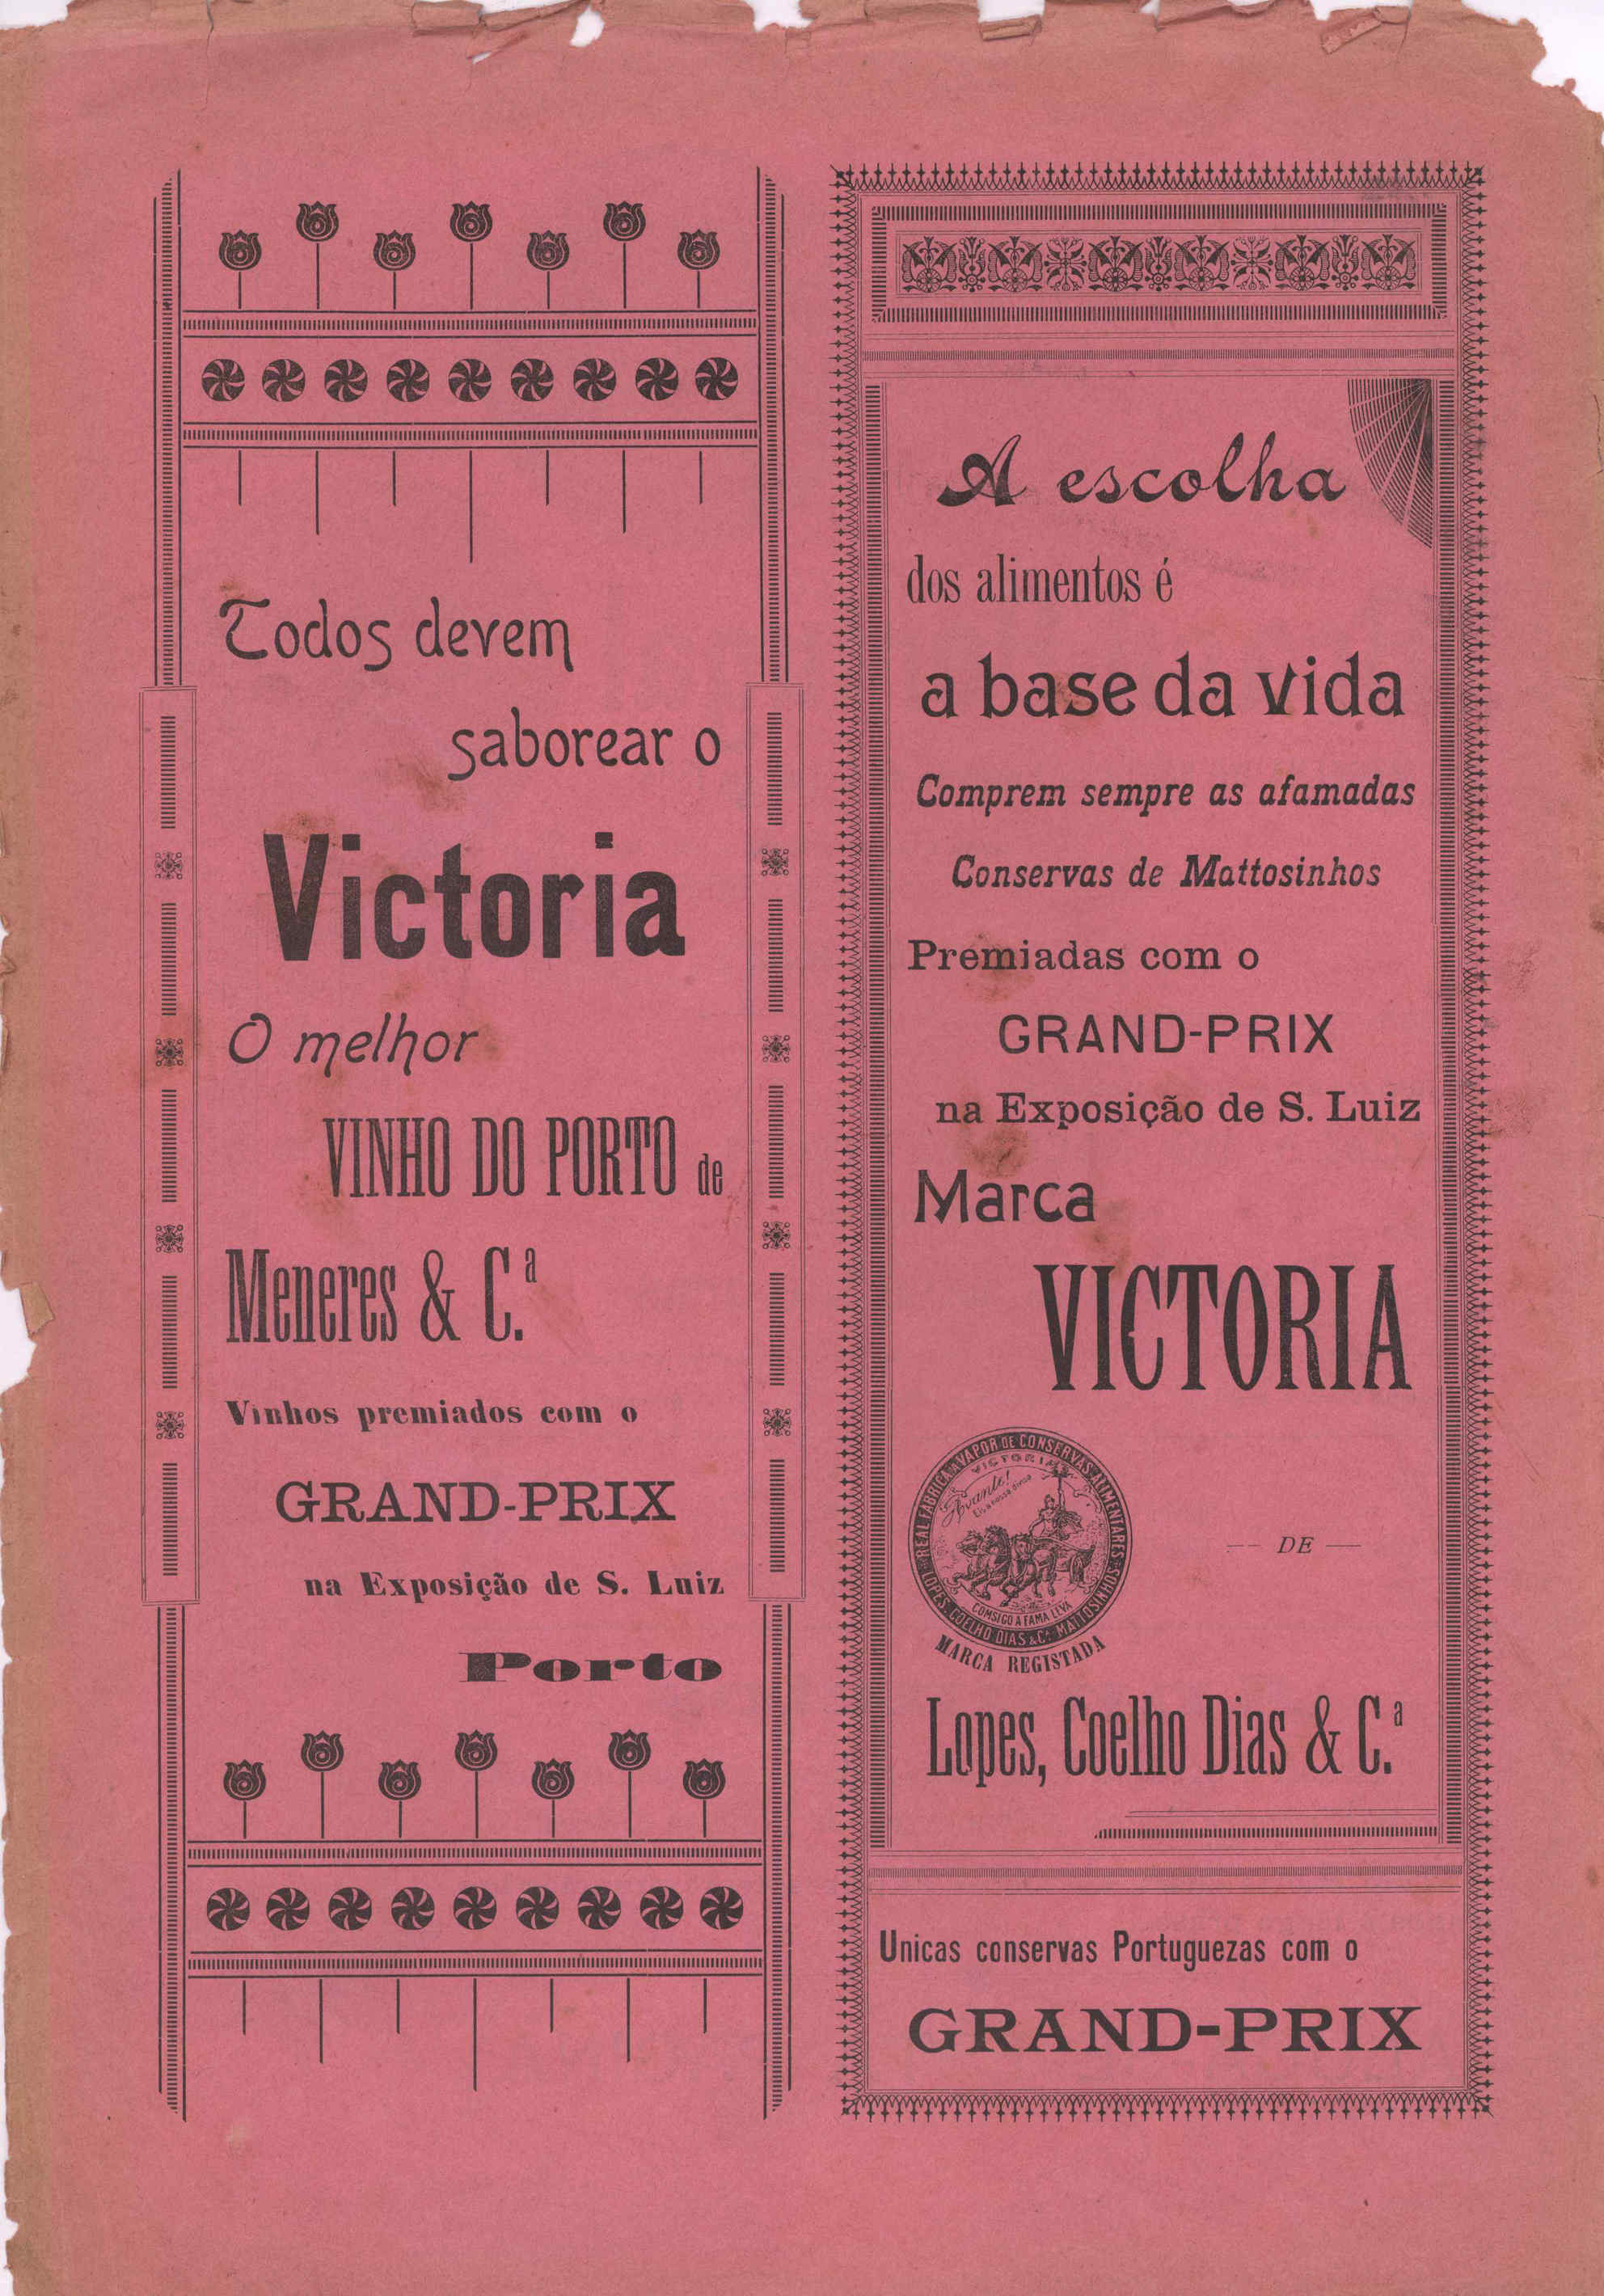 Todos devem
saborear o
Victoria
O melhor
VINHO DO PORTO de
Meneres & C.ª
Vinhos premiados com o
GRAND-PRIX
na Exposição de S. Luiz
Porto
A escolha
dos alimentos é
a base da vida
Comprem sempre as afamadas
Conservas de Mattosinhos
Premiadas com o
GRAND-PRIX
na Exposição de S. Luiz
Marca
VICTORIA
REAL FABRICA A VAPOR DE CONSERVAS ALIMENTARES
VICTORIA
Avante!
COMSIGO A FAMA LEVA
LOPES, COELHO DIAS & Cª MATTOSINHOS
MARCA REGISTADA
— DE —
Lopes, Coelho Dias & C.ª
Unicas conservas Portuguezas com o
GRAND-PRIX